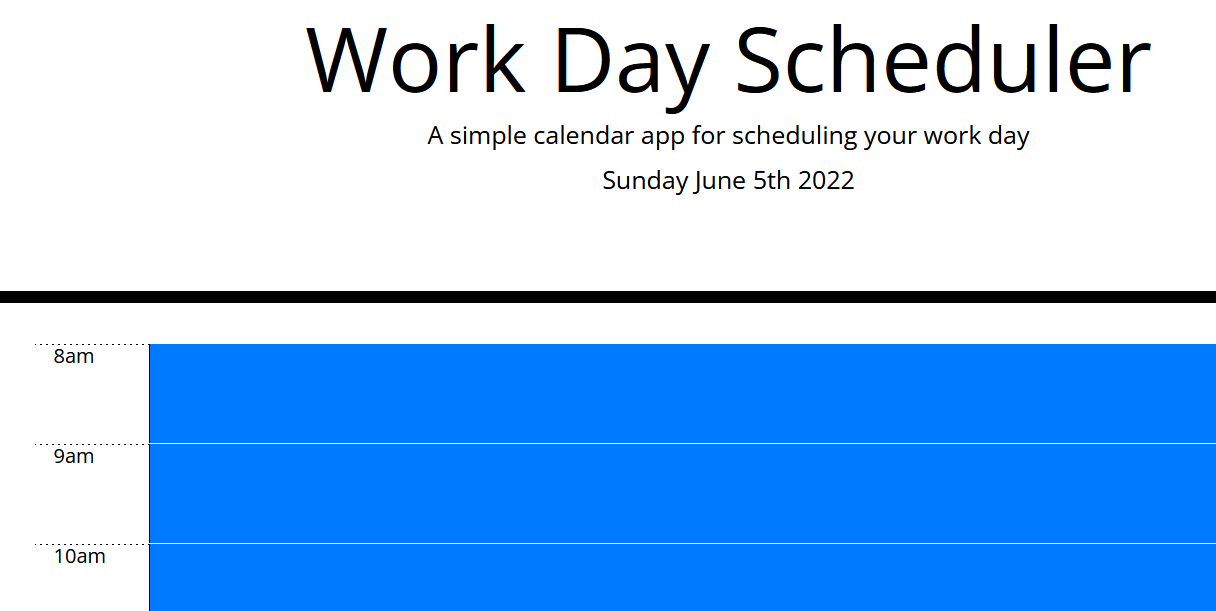 Work Day Scheduler
A simple calendar app for scheduling your work day
Sunday June 5th 2022
8am
9am
10am